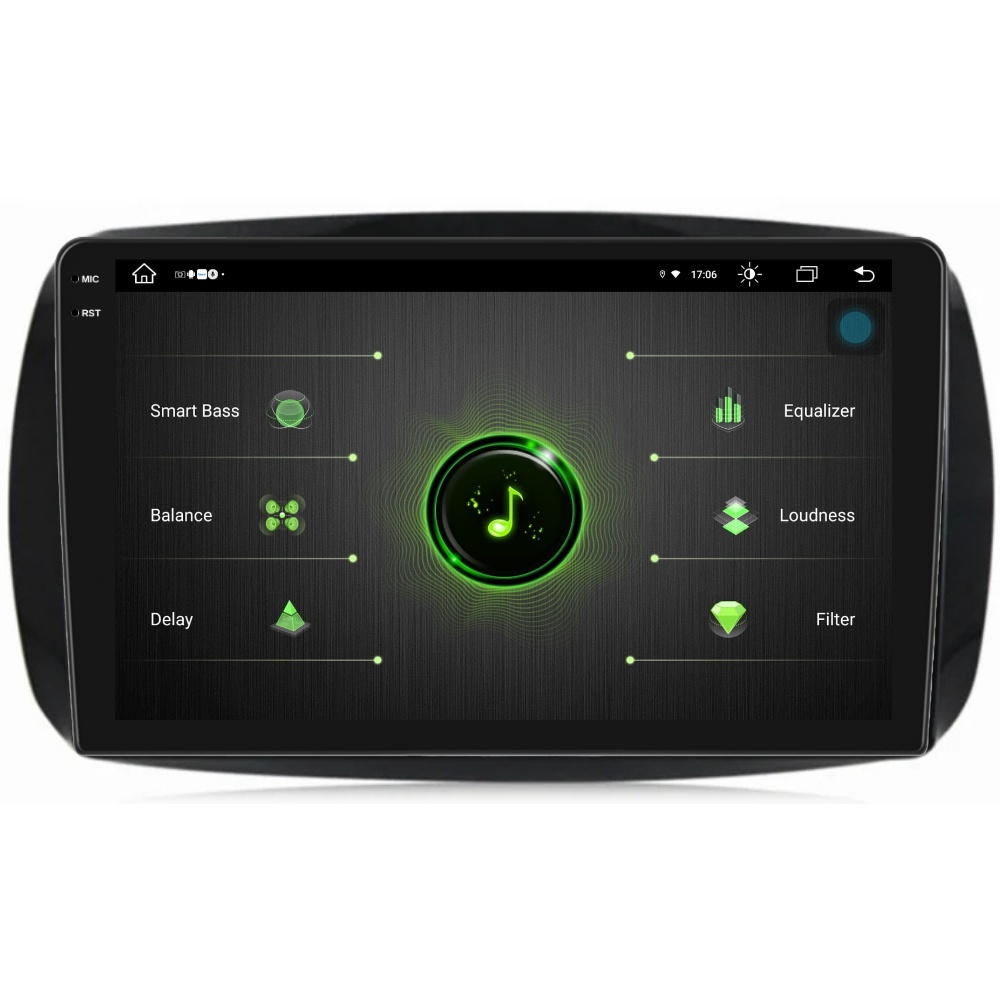 MIC
17:06
RST
Smart Bass
Equalizer
Balance
Loudness
Delay
Filter